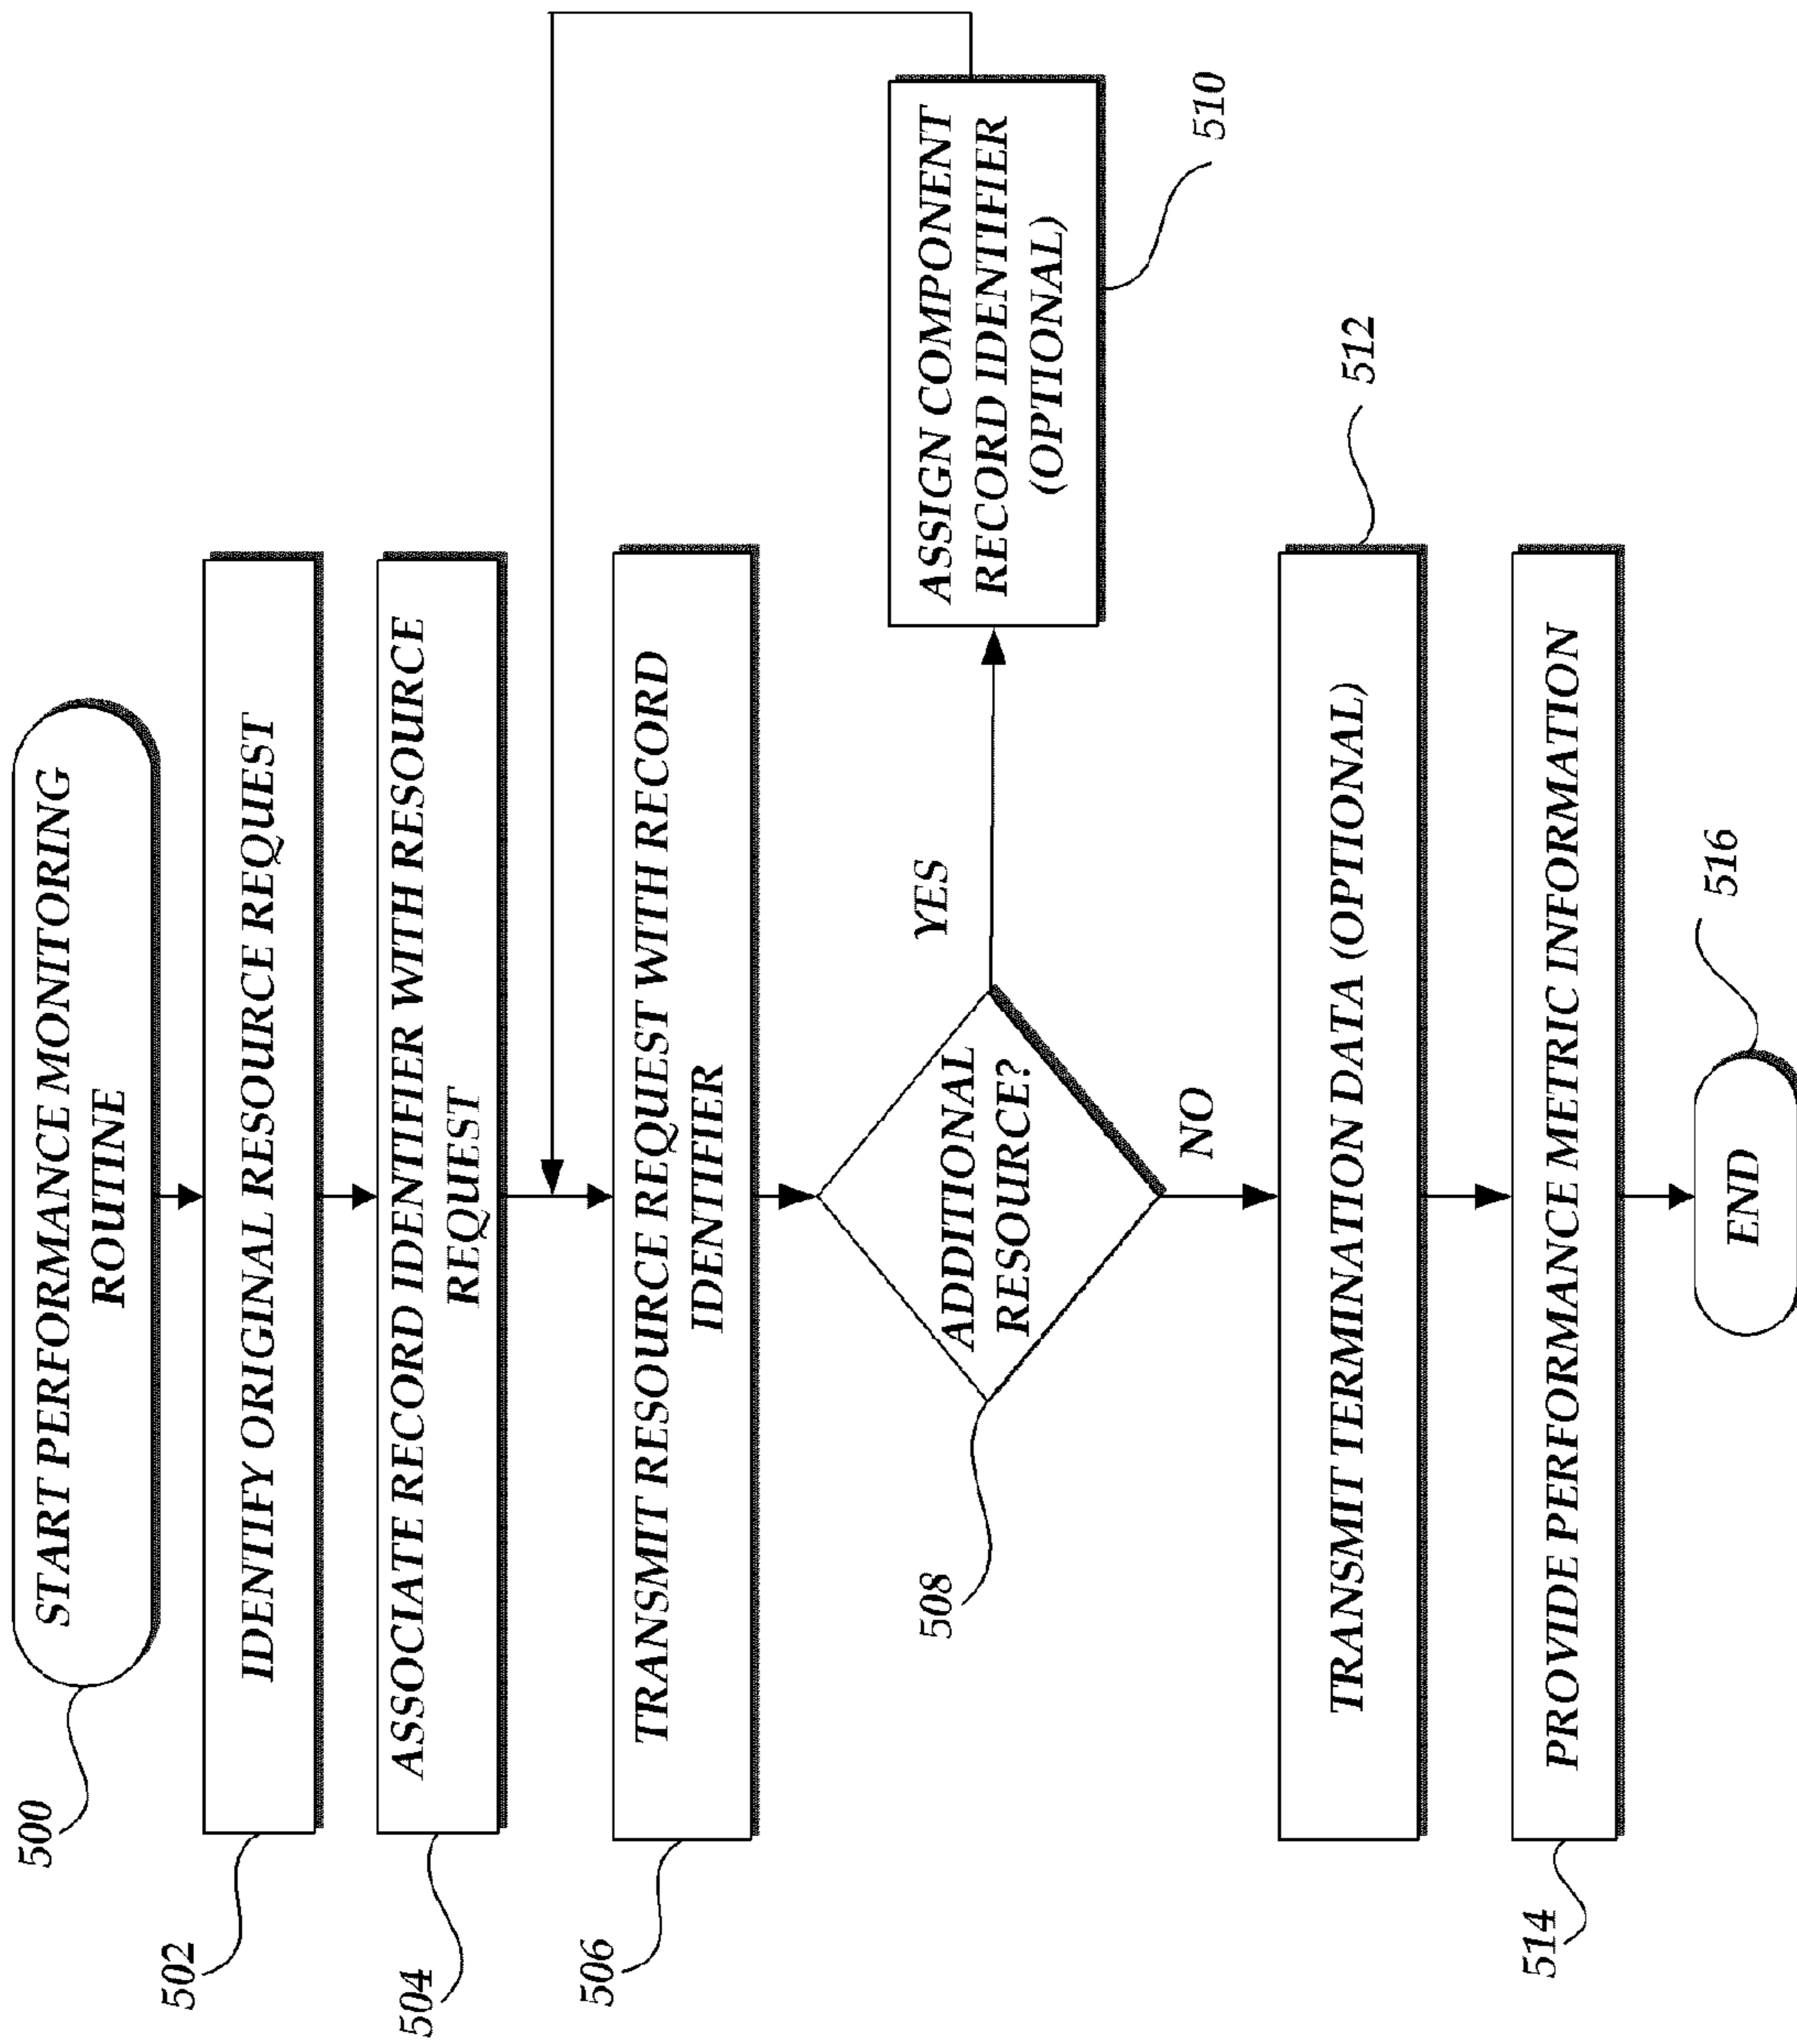 500
START PERFORMANCE MONITORING
ROUTINE
502
IDENTIFY ORIGINAL RESOURCE REQUEST
504
ASSOCIATE RECORD IDENTIFIER WITH RESOURCE
REQUEST
506
TRANSMIT RESOURCE REQUEST WITH RECORD
IDENTIFIER
508
ADDITIONAL
RESOURCE?
YES
ASSIGN COMPONENT
RECORD IDENTIFIER
(OPTIONAL)
510
NO
512
TRANSMIT TERMINATION DATA (OPTIONAL)
514
PROVIDE PERFORMANCE METRIC INFORMATION
516
END